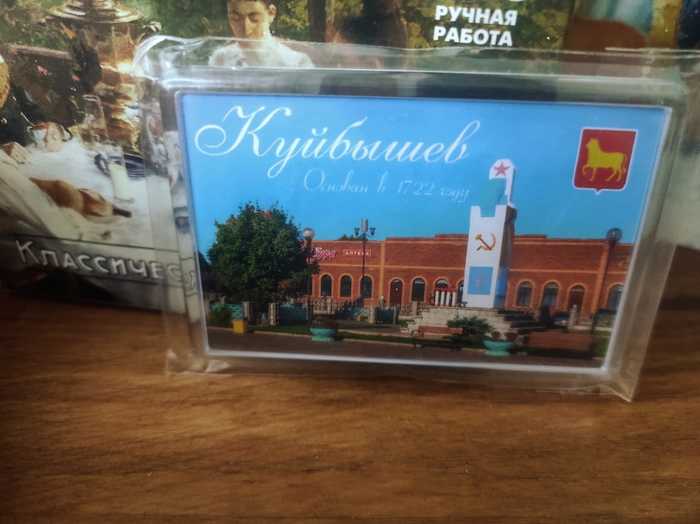 РУЧНАЯ
РАБОТА
Куйбышев
Основан в 1722 году
КЛАССИЧЕС